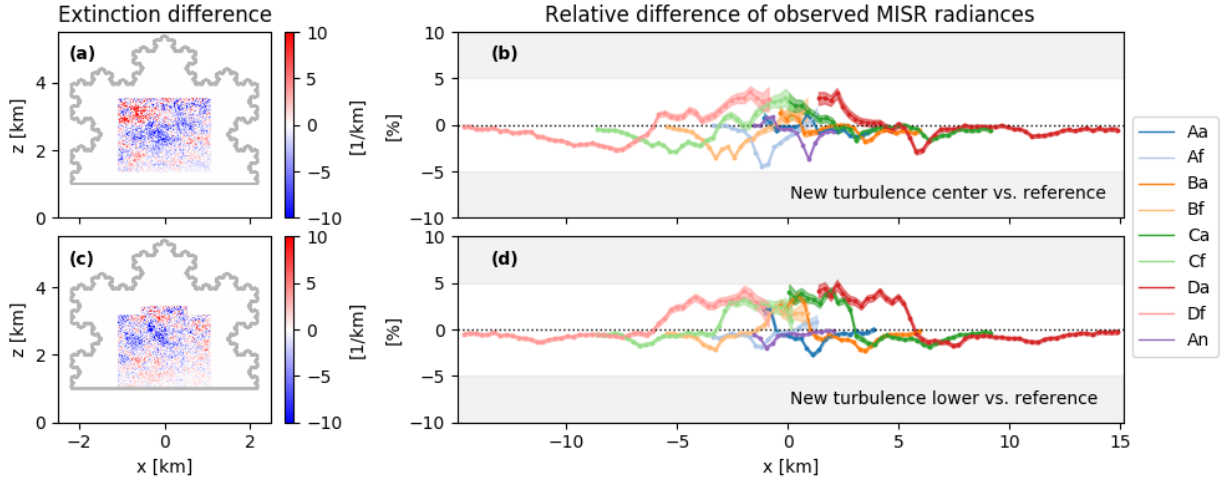 Extinction difference
Relative difference of observed MISR radiances
(a)
z [km]
4
2
0
10
5
0
−5
−10
[1/km]
(b)
[%]
10
5
0
−5
−10
New turbulence center vs. reference
(c)
z [km]
4
2
0
−2
0
2
x [km]
10
5
0
−5
−10
[1/km]
(d)
[%]
10
5
0
−5
−10
New turbulence lower vs. reference
−10
−5
0
5
10
15
x [km]
Aa
Af
Ba
Bf
Ca
Cf
Da
Df
An